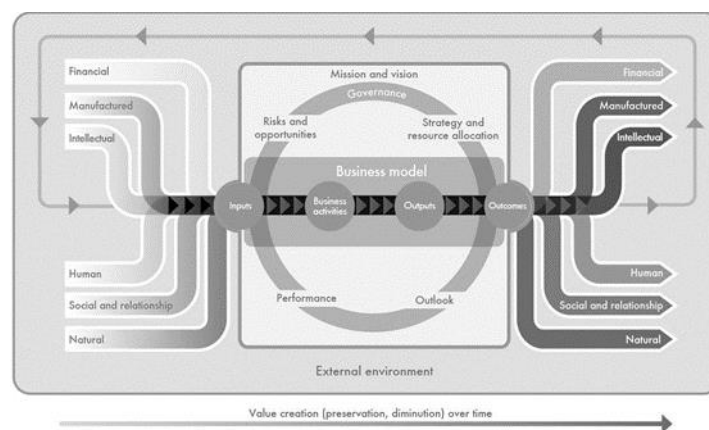 Financial
Manufactured
Intellectual
Human
Social and relationship
Natural
Mission and vision
Governance
Risks and
opportunities
Strategy and
resource allocation
Business model
Inputs
Business
activities
Outputs
Outcomes
Performance
Outlook
Financial
Manufactured
Intellectual
Human
Social and relationship
Natural
External environment
Value creation (preservation, diminution) over time